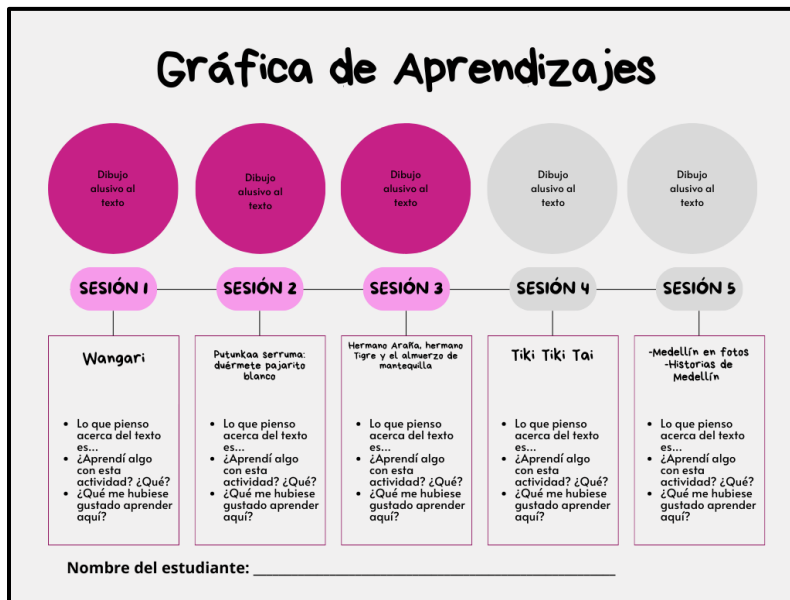 Gráfica de Aprendizajes
Dibujo
alusivo al
texto
Dibujo
alusivo al
texto
Dibujo
alusivo al
texto
Dibujo
alusivo al
texto
Dibujo
alusivo al
texto
SESIÓN 1
SESIÓN 2
SESIÓN 3
SESIÓN 4
SESIÓN 5
Wangari
• Lo que pienso
acerca del texto
es...
• ¿Aprendí algo
con esta
actividad? ¿Qué?
• ¿Qué me hubiese
gustado aprender
aquí?
Putunkaa serruma:
duérmete pajarito
blanco
• Lo que pienso
acerca del texto
es...
• ¿Aprendí algo
con esta
actividad? ¿Qué?
• ¿Qué me hubiese
gustado aprender
aquí?
Hermano Araña, hermano
Tigre y el almuerzo de
mantequilla
• Lo que pienso
acerca del texto
es...
• ¿Aprendí algo
con esta
actividad? ¿Qué?
• ¿Qué me hubiese
gustado aprender
aquí?
Tiki Tiki Tai
• Lo que pienso
acerca del texto
es...
• ¿Aprendí algo
con esta
actividad? ¿Qué?
• ¿Qué me hubiese
gustado aprender
aquí?
-Medellín en fotos
-Historias de
Medellín
• Lo que pienso
acerca del texto
es...
• ¿Aprendí algo
con esta
actividad? ¿Qué?
• ¿Qué me hubiese
gustado aprender
aquí?
Nombre del estudiante: ____________________